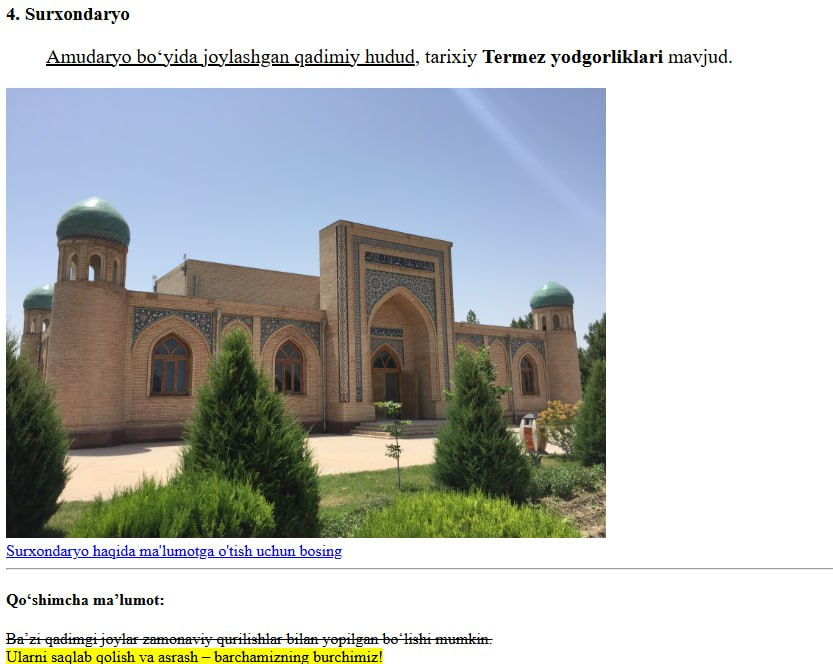 4. Surxondaryo
Amudaryo bo‘yida joylashgan qadimiy hudud, tarixiy Termez yodgorliklari mavjud.
Surxondaryo haqida ma'lumotga o'tish uchun bosing
Qo‘shimcha ma’lumot:
Ba’zi qadimgi joylar zamonaviy qurilishlar bilan yopilgan bo‘lishi mumkin.
Ularni saqlab qolish va asrash – barchamizning burchimiz!